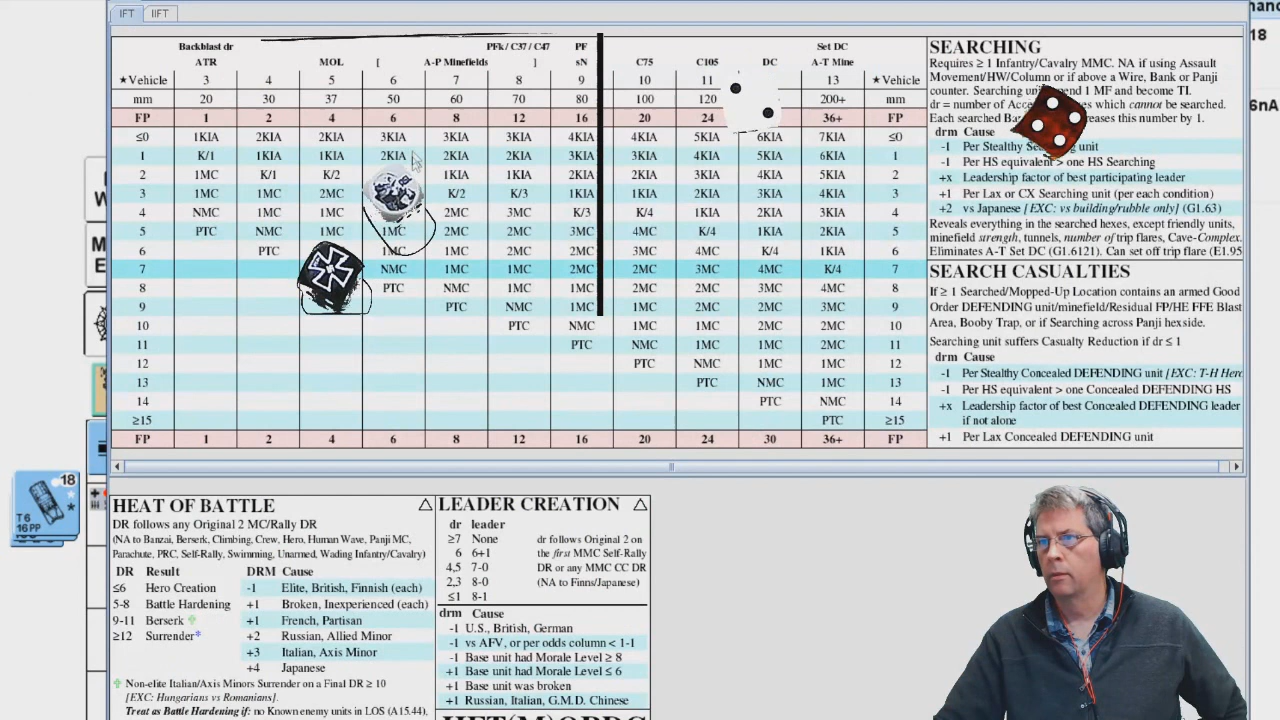 IFT IIFT
Backblast dr PFk / C37 / C47 PF Set DC
ATR MOL [ A-P Minefields ] sN C75 C105 DC A-T Mine
★Vehicle 3 4 5 6 7 8 9 10 11 13 ★Vehicle
mm 20 30 37 50 60 70 80 100 120 200+ mm
FP 1 2 4 6 8 12 16 20 24 36+ FP
≤0 1KIA 2KIA 2KIA 3KIA 3KIA 3KIA 4KIA 4KIA 5KIA 6KIA 7KIA ≤0
1 K/1 1KIA 1KIA 2KIA 2KIA 2KIA 3KIA 3KIA 4KIA 5KIA 6KIA 1
2 1MC K/1 K/2 1KIA 1KIA 2KIA 2KIA 3KIA 4KIA 5KIA 2
3 1MC 1MC 2MC K/2 K/3 1KIA 1KIA 2KIA 3KIA 4KIA 3
4 NMC 1MC 1MC 2MC 3MC K/3 K/4 1KIA 2KIA 3KIA 4
5 PTC NMC 1MC 1MC 2MC 2MC 3MC 4MC K/4 1KIA 2KIA 5
6 PTC 1MC 1MC 2MC 2MC 3MC 4MC K/4 1KIA 6
7 NMC 1MC 1MC 2MC 2MC 3MC 4MC K/4 7
8 PTC NMC 1MC 1MC 2MC 2MC 3MC 4MC 8
9 PTC NMC 1MC 1MC 2MC 2MC 3MC 9
10 PTC NMC 1MC 1MC 2MC 2MC 10
11 PTC NMC 1MC 1MC 2MC 11
12 PTC NMC 1MC 1MC 12
13 PTC NMC 1MC 13
14 PTC NMC 14
≥15 PTC ≥15
FP 1 2 4 6 8 12 16 20 24 30 36+ FP
SEARCHING
Requires ≥ 1 Infantry/Cavalry MMC. NA if using Assault
Movement/HW/Column or if above a Wire, Bank or Panji
counter. Searching end 1 MF and become TI.
dr = number of which cannot be searched.
Each searched reases this number by 1.
drm Cause
-1 Per Stealthy unit
-1 Per HS equivalent > one HS Searching
+x Leadership factor of best participating leader
+1 Per Lax or CX Searching unit (per each condition)
+2 vs Japanese [EXC: vs building/rubble only] (G1.63)
Reveals everything in the searched hexes, except friendly units,
minefield strength, tunnels, number of trip flares, Cave-Complex.
Eliminates A-T Set DC (G1.6121). Can set off trip flare (E1.95
SEARCH CASUALTIES
If ≥ 1 Searched/Mopped-Up Location contains an armed Good
Order DEFENDING unit/minefield/Residual FP/HE FFE Blast
Area, Booby Trap, or if Searching across Panji hexside.
Searching unit suffers Casualty Reduction if dr ≤ 1
drm Cause
-1 Per Stealthy Concealed DEFENDING unit [EXC: T-H Hero
-1 Per HS equivalent > one Concealed DEFENDING HS
+x Leadership factor of best Concealed DEFENDING leader
if not alone
+1 Per Lax Concealed DEFENDING unit
HEAT OF BATTLE △
DR follows any Original 2 MC/Rally DR
(NA to Banzai, Berserk, Climbing, Crew, Hero, Human Wave, Panji MC,
Parachute, PRC, Self-Rally, Swimming, Unarmed, Wading Infantry/Cavalry)
DR Result DRM Cause
≤6 Hero Creation -1 Elite, British, Finnish (each)
5-8 Battle Hardening +1 Broken, Inexperienced (each)
9-11 Berserk ✞ +1 French, Partisan
≥12 Surrender* +2 Russian, Allied Minor
+3 Italian, Axis Minor
+4 Japanese
✞ Non-elite Italian/Axis Minors Surrender on a Final DR ≥ 10
[EXC: Hungarians vs Romanians].
Treat as Battle Hardening if: no Known enemy units in LOS (A15.44),
LEADER CREATION △
dr leader
≥7 None dr follows Original 2 on
6 6+1 the first MMC Self-Rally
4,5 7-0 DR or any MMC CC DR
2,3 8-0 (NA to Finns/Japanese)
≤1 8-1
drm Cause
-1 U.S., British, German
-1 vs AFV, or per odds column < 1-1
-1 Base unit had Morale Level ≥ 8
+1 Base unit had Morale Level ≤ 6
+1 Base unit was broken
+1 Russian, Italian, G.M.D. Chinese
18
T 6
16 PP
18
6nA